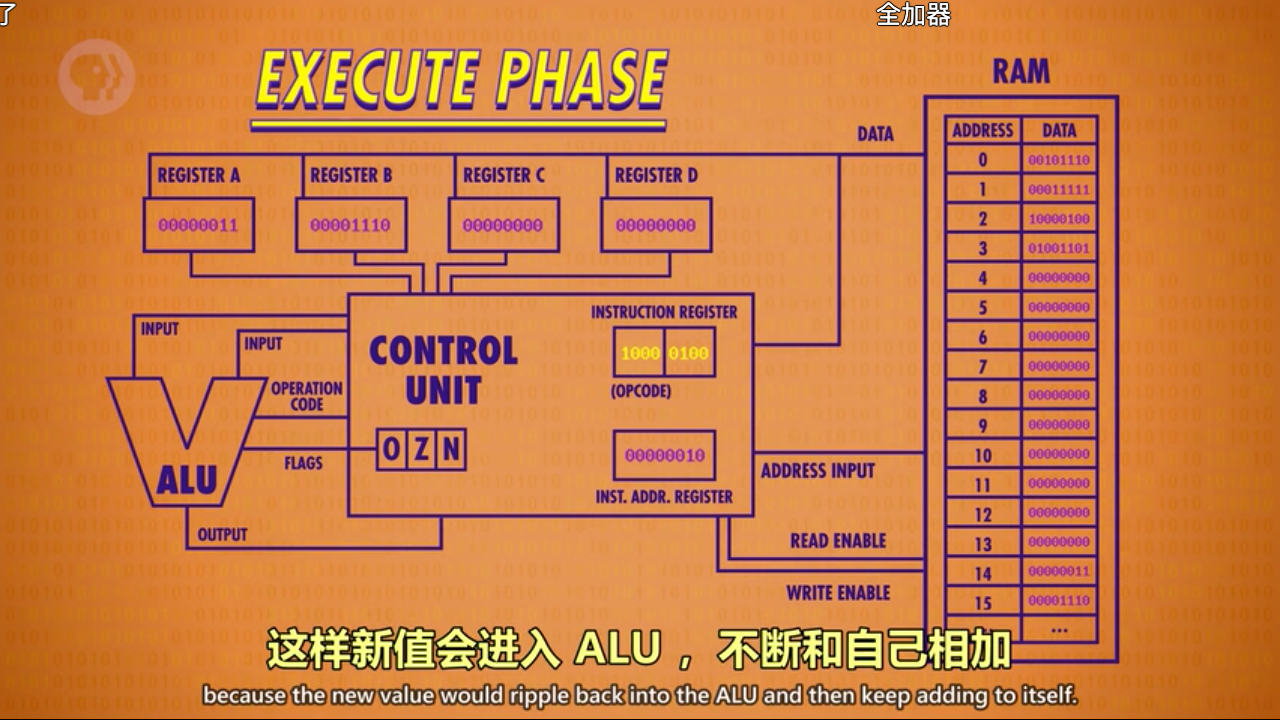 了
全加器
EXECUTE PHASE
RAM
DATA
ADDRESS DATA
0 00101110
1 00011111
2 10000100
3 01001101
4 00000000
5 00000000
6 00000000
7 00000000
8 00000000
9 00000000
10 00000000
11 00000000
12 00000000
13 00000000
14 00000011
15 00001110
...
REGISTER A
00000011
REGISTER B
00001110
REGISTER C
00000000
REGISTER D
00000000
INPUT
INPUT
OPERATION
CODE
FLAGS
ALU
OUTPUT
CONTROL
UNIT
O Z N
INSTRUCTION REGISTER
1000 0100
(OPCODE)
00000010
INST. ADDR. REGISTER
ADDRESS INPUT
READ ENABLE
WRITE ENABLE
这样新值会进入 ALU ，不断和自己相加
because the new value would ripple back into the ALU and then keep adding to itself.